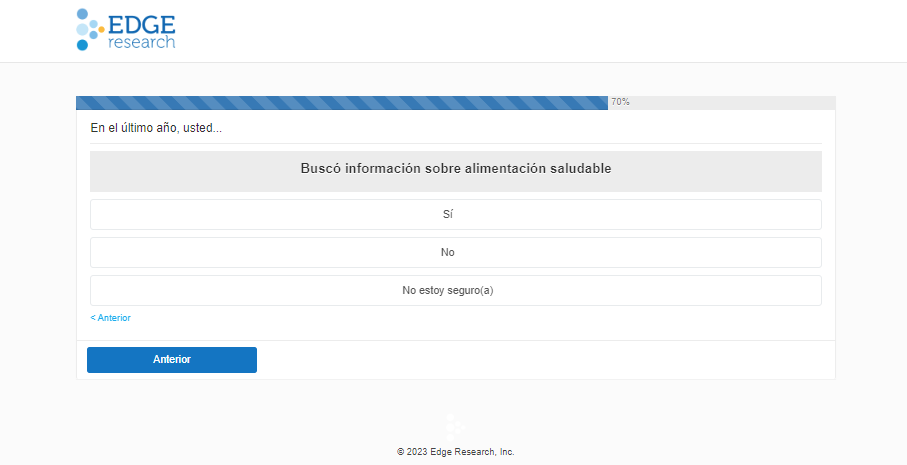 EDGE
research
70%
En el último año, usted...
Buscó información sobre alimentación saludable
Sí
No
No estoy seguro(a)
< Anterior
Anterior
© 2023 Edge Research, Inc.